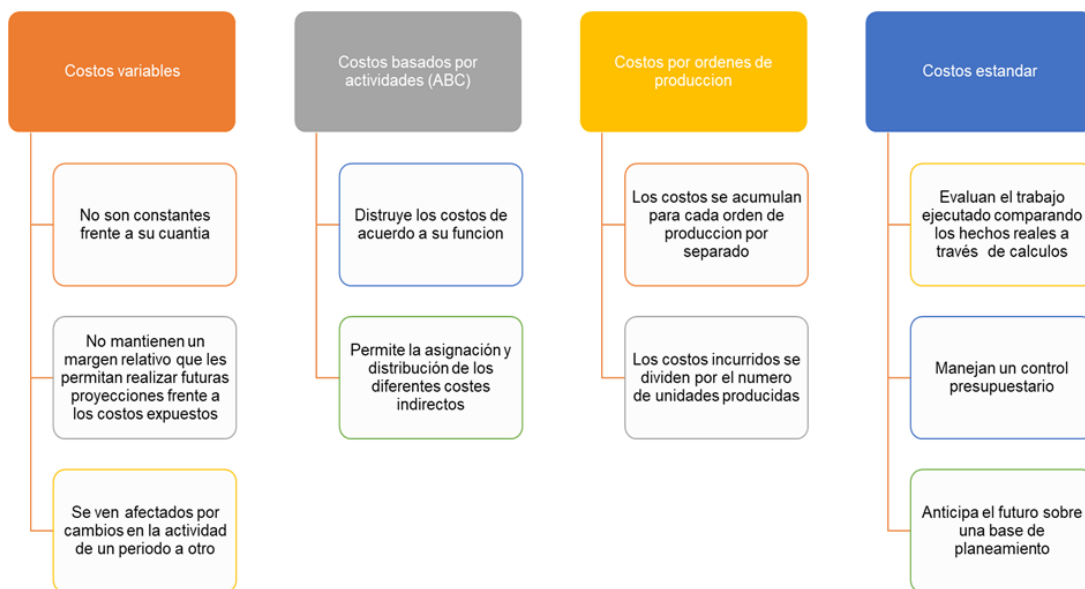 Costos variables
No son constantes
frente a su cuantia
No mantienen un
margen relativo que les
permitan realizar futuras
proyecciones frente a
los costos expuestos
Se ven afectados por
cambios en la actividad
de un periodo a otro
Costos basados por
actividades (ABC)
Distruye los costos de
acuerdo a su funcion
Permite la asignación y
distribución de los
diferentes costes
indirectos
Costos por ordenes de
produccion
Los costos se acumulan
para cada orden de
produccion por
separado
Los costos incurridos se
dividen por el numero
de unidades producidas
Costos estandar
Evaluan el trabajo
ejecutado comparando
los hechos reales a
través de calculos
Manejan un control
presupuestario
Anticipa el futuro sobre
una base de
planeamiento